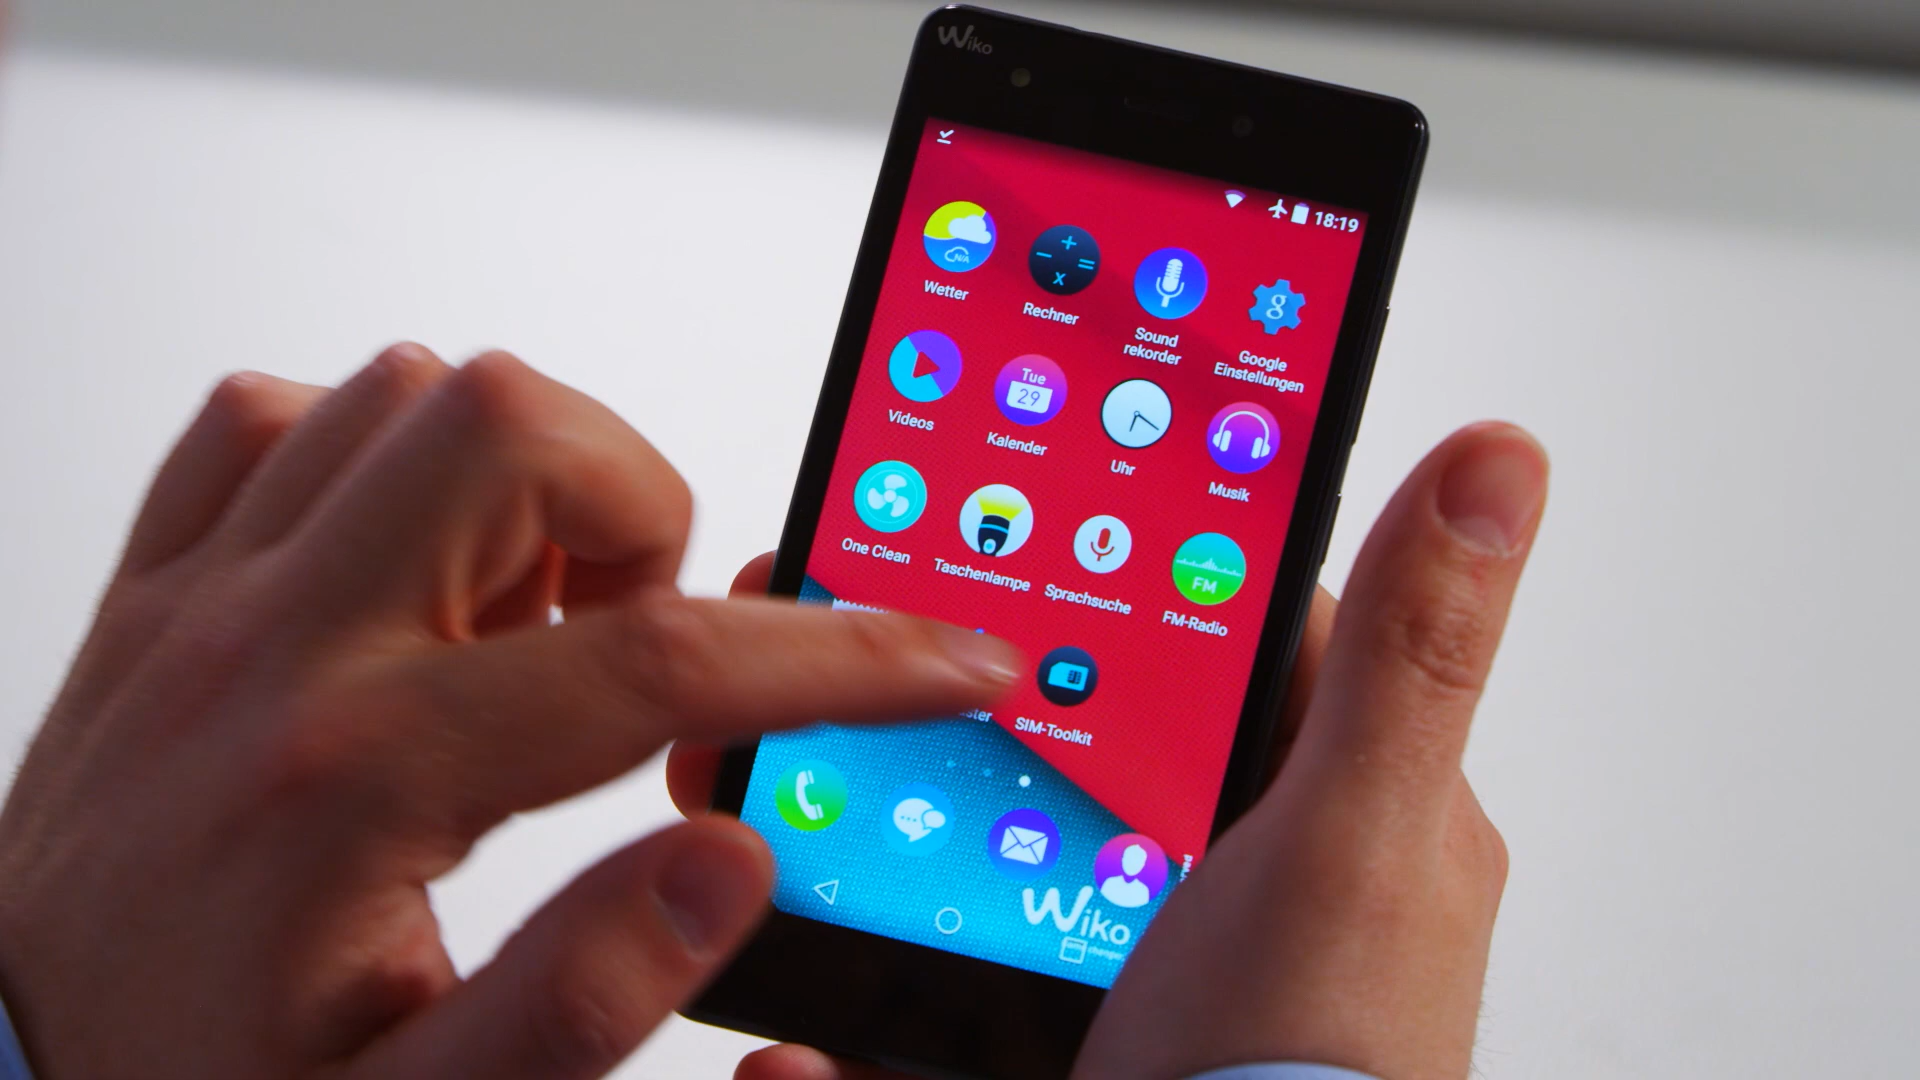 Wiko
18:19
N/A
Wetter
Rechner
Sound
rekorder
g
Google
Einstellungen
Videos
Tue
29
Kalender
Uhr
Musik
One Clean
Taschenlampe
Sprachsuche
FM
FM-Radio
SIM-Toolkit
Wiko